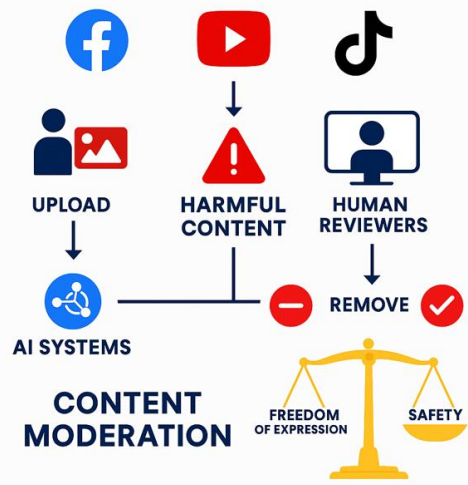 UPLOAD
HARMFUL
CONTENT
HUMAN
REVIEWERS
AI SYSTEMS
REMOVE
CONTENT
MODERATION
FREEDOM
OF EXPRESSION
SAFETY